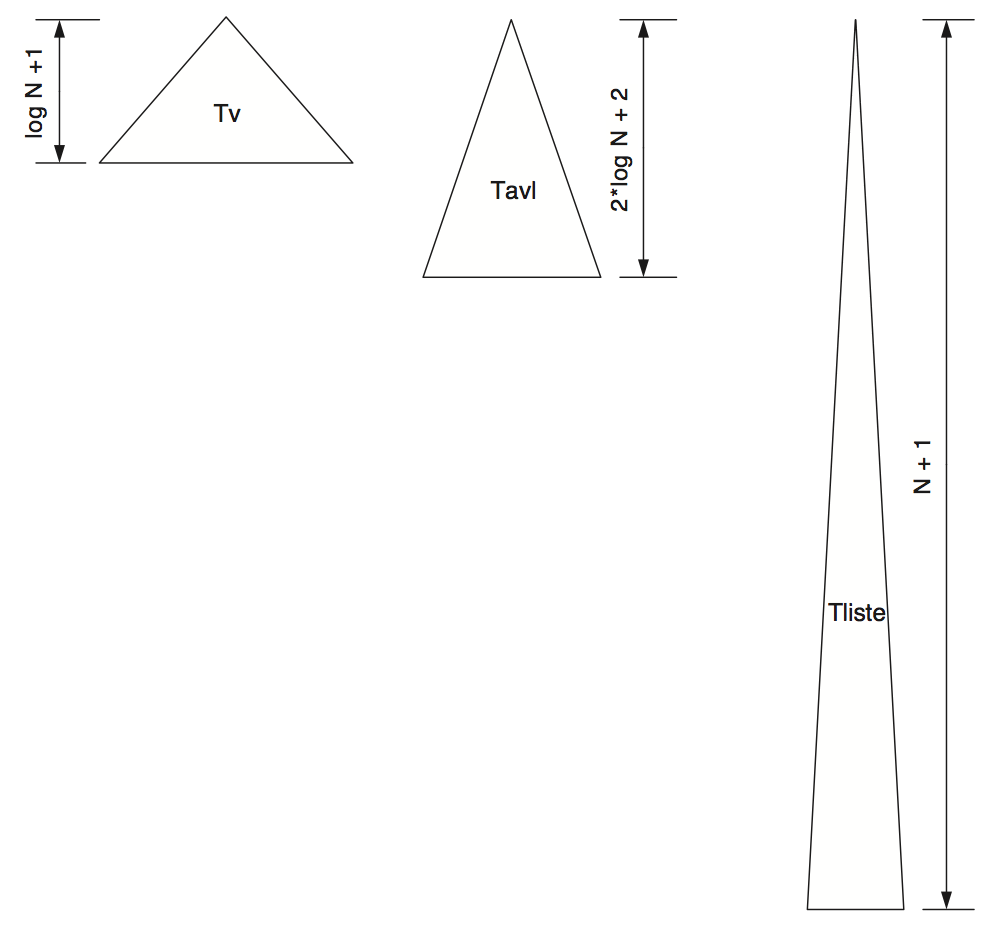 log N +1
Tv
Tavl
2*log N + 2
Tliste
N + 1